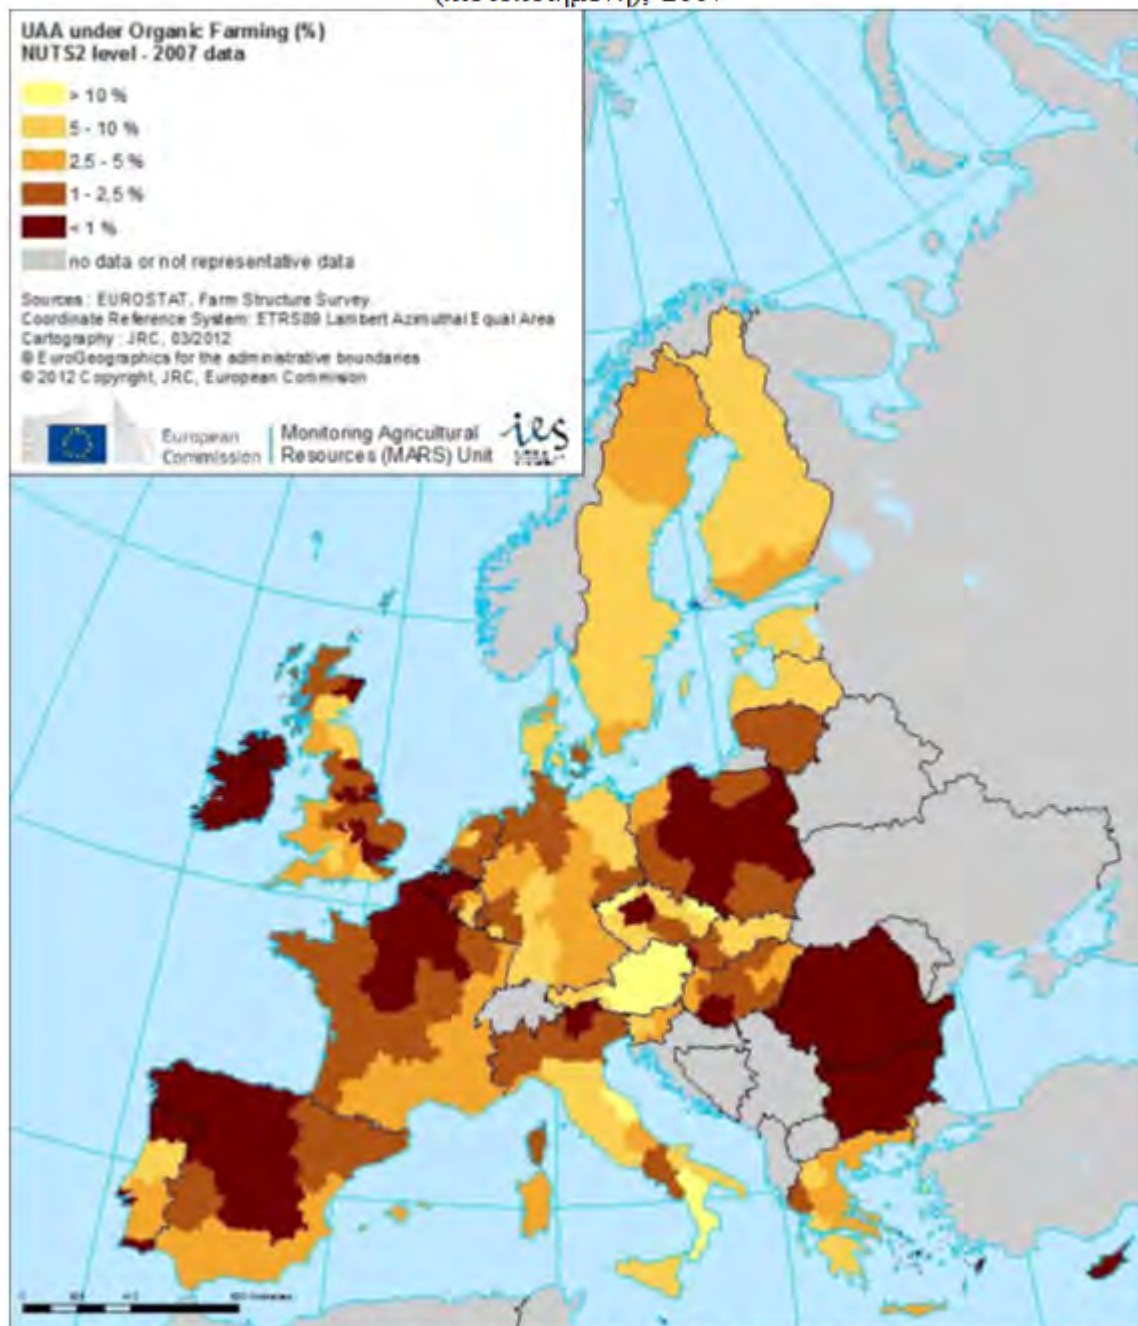 UAA under Organic Farming (%)
NUTS2 level - 2007 data
> 10 %
5 - 10 %
2.5 - 5 %
1 - 2,5 %
< 1 %
no data or not representative data
Sources : EUROSTAT, Farm Structure Survey.
Coordinate Reference System: ETRS89 Lambert Azimuthal Equal Area
Cartography : JRC, 03/2012
© EuroGeographics for the administrative boundaries
© 2012 Copyright, JRC, European Commission
European
Commission
Monitoring Agricultural
Resources (MARS) Unit
ies